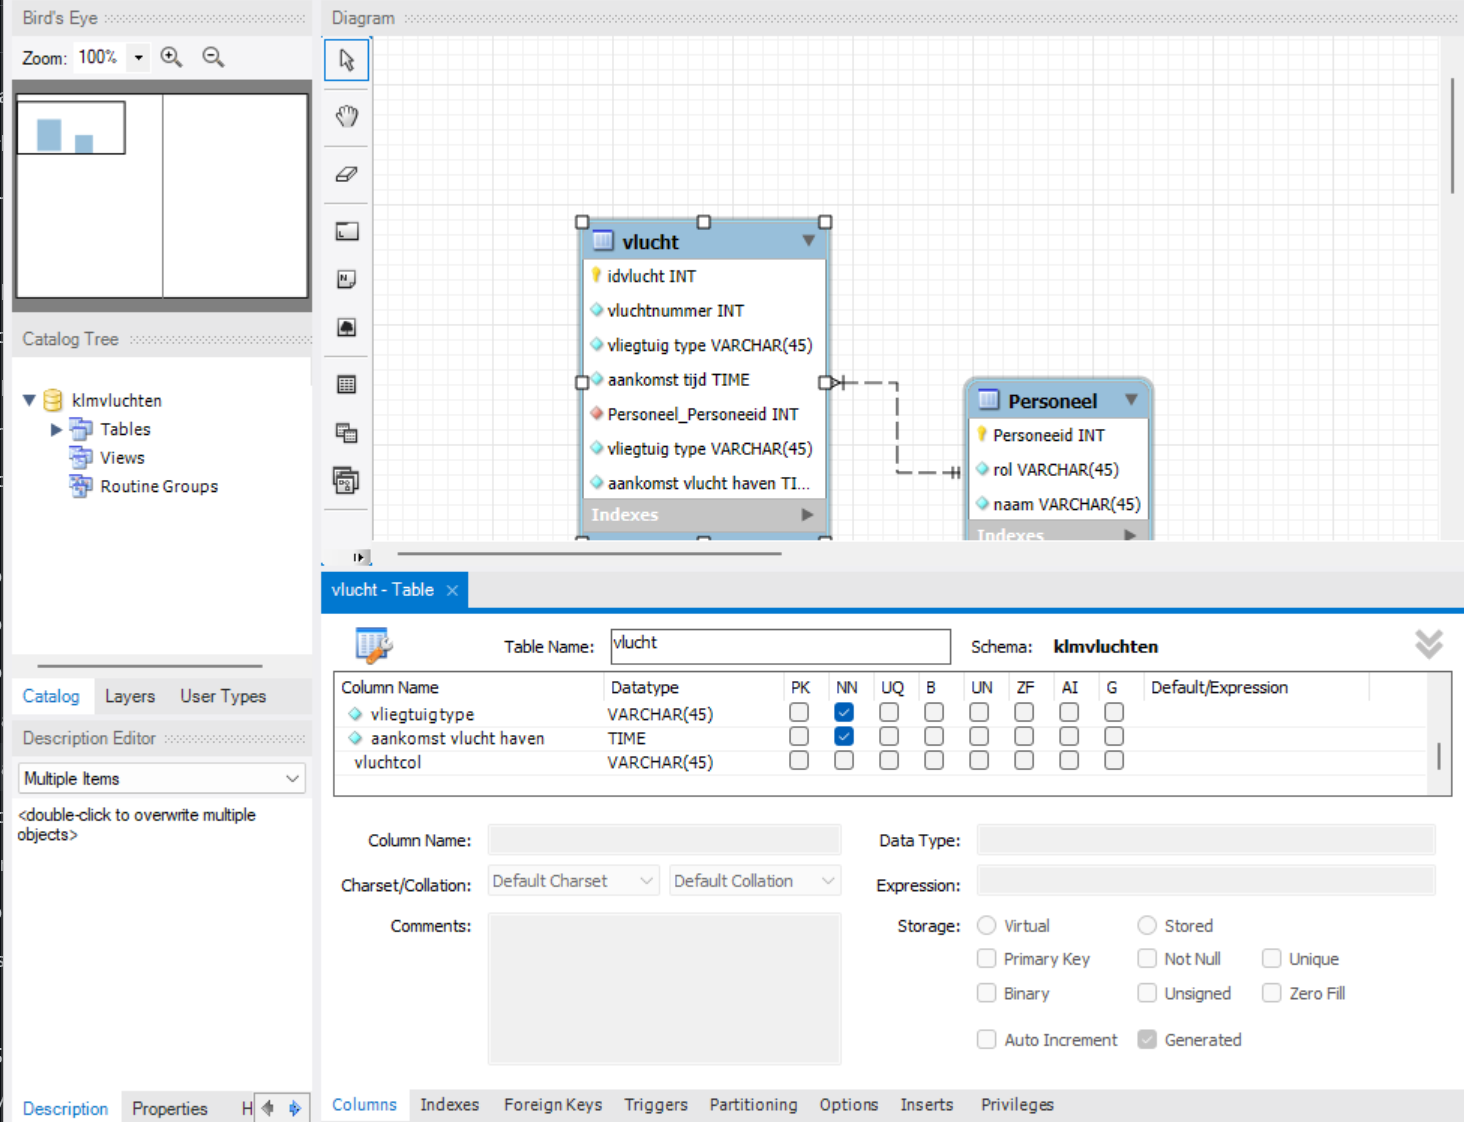 Bird's Eye
Zoom: 100%
Catalog Tree
klmvluchten
Tables
Views
Routine Groups
Catalog Layers User Types
Description Editor
Multiple Items
<double-click to overwrite multiple
objects>
Description Properties H
Diagram
vlucht
idvlucht INT
vluchtnummer INT
vliegtuig type VARCHAR(45)
aankomst tijd TIME
Personeel_Personeeid INT
vliegtuig type VARCHAR(45)
aankomst vlucht haven TI...
Indexes
Personeel
Personeeid INT
rol VARCHAR(45)
naam VARCHAR(45)
Indexes
vlucht - Table
Table Name: vlucht Schema: klmvluchten
Column Name Datatype PK NN UQ B UN ZF AI G Default/Expression
vliegtuig type VARCHAR(45)
aankomst vlucht haven TIME
vluchtcol VARCHAR(45)
Column Name: Data Type:
Charset/Collation: Default Charset Default Collation Expression:
Comments: Storage: Virtual Stored
Primary Key Not Null Unique
Binary Unsigned Zero Fill
Auto Increment Generated
Columns Indexes Foreign Keys Triggers Partitioning Options Inserts Privileges